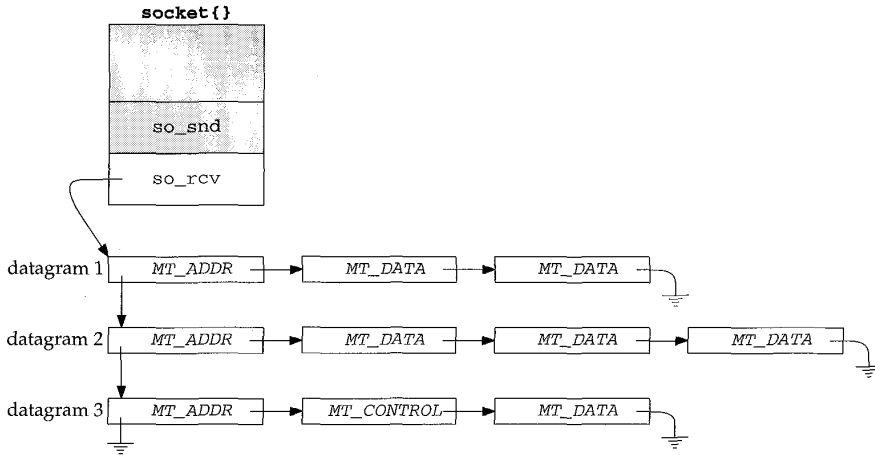 socket{}
so_snd
so_rcv
datagram 1 MT_ADDR MT_DATA MT_DATA
datagram 2 MT_ADDR MT_DATA MT_DATA MT_DATA
datagram 3 MT_ADDR MT_CONTROL MT_DATA